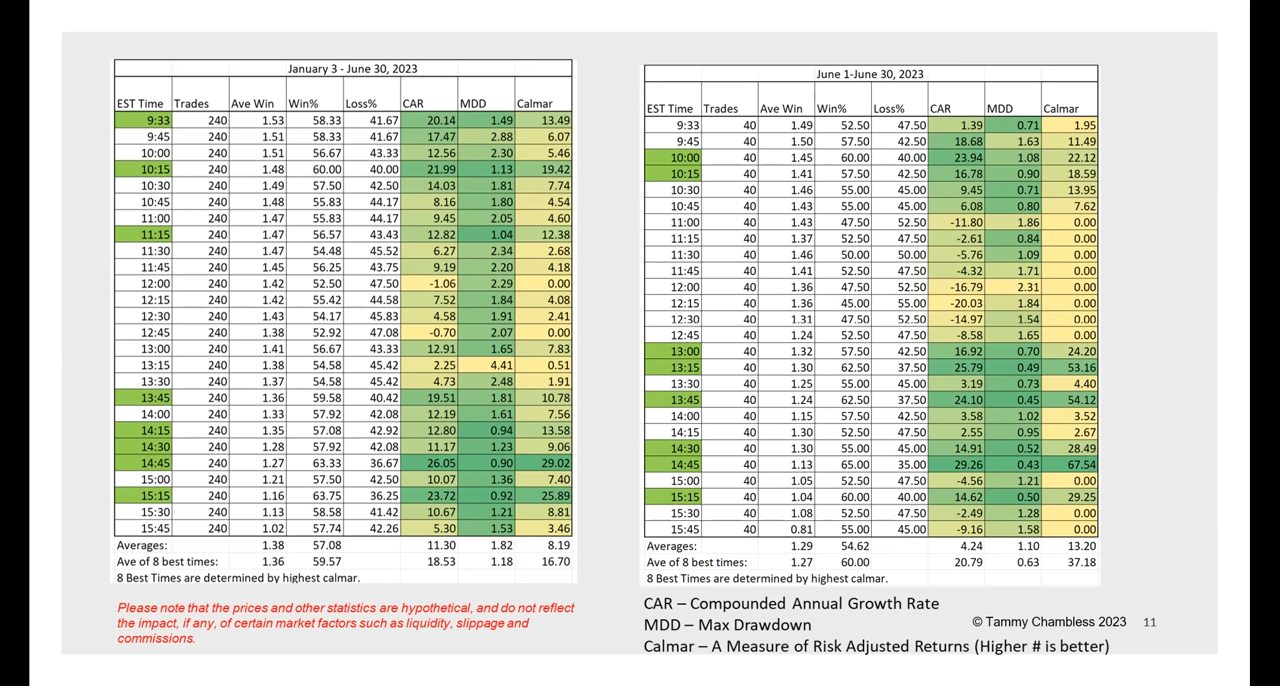 January 3 - June 30, 2023
EST Time Trades Ave Win Win% Loss% CAR MDD Calmar
9:33 240 1.53 58.33 41.67 20.14 1.49 13.49
9:45 240 1.51 58.33 41.67 17.47 2.88 6.07
10:00 240 1.51 56.67 43.33 12.56 2.30 5.46
10:15 240 1.48 60.00 40.00 21.99 1.13 19.42
10:30 240 1.49 57.50 42.50 14.03 1.81 7.74
10:45 240 1.48 55.83 44.17 8.16 1.80 4.54
11:00 240 1.47 55.83 44.17 9.45 2.05 4.60
11:15 240 1.47 56.57 43.43 12.82 1.04 12.38
11:30 240 1.47 54.48 45.52 6.27 2.34 2.68
11:45 240 1.45 56.25 43.75 9.19 2.20 4.18
12:00 240 1.42 52.50 47.50 -1.06 2.29 0.00
12:15 240 1.42 55.42 44.58 7.52 1.84 4.08
12:30 240 1.43 54.17 45.83 4.58 1.91 2.41
12:45 240 1.38 52.92 47.08 -0.70 2.07 0.00
13:00 240 1.41 56.67 43.33 12.91 1.65 7.83
13:15 240 1.38 54.58 45.42 2.25 4.41 0.51
13:30 240 1.37 54.58 45.42 4.73 2.48 1.91
13:45 240 1.36 59.58 40.42 19.51 1.81 10.78
14:00 240 1.33 57.92 42.08 12.19 1.61 7.56
14:15 240 1.35 57.08 42.92 12.80 0.94 13.58
14:30 240 1.28 57.92 42.08 11.17 1.23 9.06
14:45 240 1.27 63.33 36.67 26.05 0.90 29.02
15:00 240 1.21 57.50 42.50 10.07 1.36 7.40
15:15 240 1.16 63.75 36.25 23.72 0.92 25.89
15:30 240 1.13 58.58 41.42 10.67 1.21 8.81
15:45 240 1.02 57.74 42.26 5.30 1.53 3.46
Averages: 1.38 57.08 11.30 1.82 8.19
Ave of 8 best times: 1.36 59.57 18.53 1.18 16.70
8 Best Times are determined by highest calmar.
Please note that the prices and other statistics are hypothetical, and do not reflect
the impact, if any, of certain market factors such as liquidity, slippage and
commissions.
June 1-June 30, 2023
EST Time Trades Ave Win Win% Loss% CAR MDD Calmar
9:33 40 1.49 52.50 47.50 1.39 0.71 1.95
9:45 40 1.50 57.50 42.50 18.68 1.63 11.49
10:00 40 1.45 60.00 40.00 23.94 1.08 22.12
10:15 40 1.41 57.50 42.50 16.78 0.90 18.59
10:30 40 1.46 55.00 45.00 9.45 0.71 13.95
10:45 40 1.43 55.00 45.00 6.08 0.80 7.62
11:00 40 1.43 47.50 52.50 -11.80 1.86 0.00
11:15 40 1.37 52.50 47.50 -2.61 0.84 0.00
11:30 40 1.46 50.00 50.00 -5.76 1.09 0.00
11:45 40 1.41 52.50 47.50 -4.32 1.71 0.00
12:00 40 1.36 47.50 52.50 -16.79 2.31 0.00
12:15 40 1.36 45.00 55.00 -20.03 1.84 0.00
12:30 40 1.31 47.50 52.50 -14.97 1.54 0.00
12:45 40 1.24 52.50 47.50 -8.58 1.65 0.00
13:00 40 1.32 57.50 42.50 16.92 0.70 24.20
13:15 40 1.30 62.50 37.50 25.79 0.49 53.16
13:30 40 1.25 55.00 45.00 3.19 0.73 4.40
13:45 40 1.24 62.50 37.50 24.10 0.45 54.12
14:00 40 1.15 57.50 42.50 3.58 1.02 3.52
14:15 40 1.30 52.50 47.50 2.55 0.95 2.67
14:30 40 1.30 55.00 45.00 14.91 0.52 28.49
14:45 40 1.13 65.00 35.00 29.26 0.43 67.54
15:00 40 1.05 52.50 47.50 -4.56 1.21 0.00
15:15 40 1.04 60.00 40.00 14.62 0.50 29.25
15:30 40 1.08 52.50 47.50 -2.49 1.28 0.00
15:45 40 0.81 55.00 45.00 -9.16 1.58 0.00
Averages: 1.29 54.62 4.24 1.10 13.20
Ave of 8 best times: 1.27 60.00 20.79 0.63 37.18
8 Best Times are determined by highest calmar.
CAR – Compounded Annual Growth Rate
MDD – Max Drawdown
Calmar – A Measure of Risk Adjusted Returns (Higher # is better)
© Tammy Chambless 2023 11